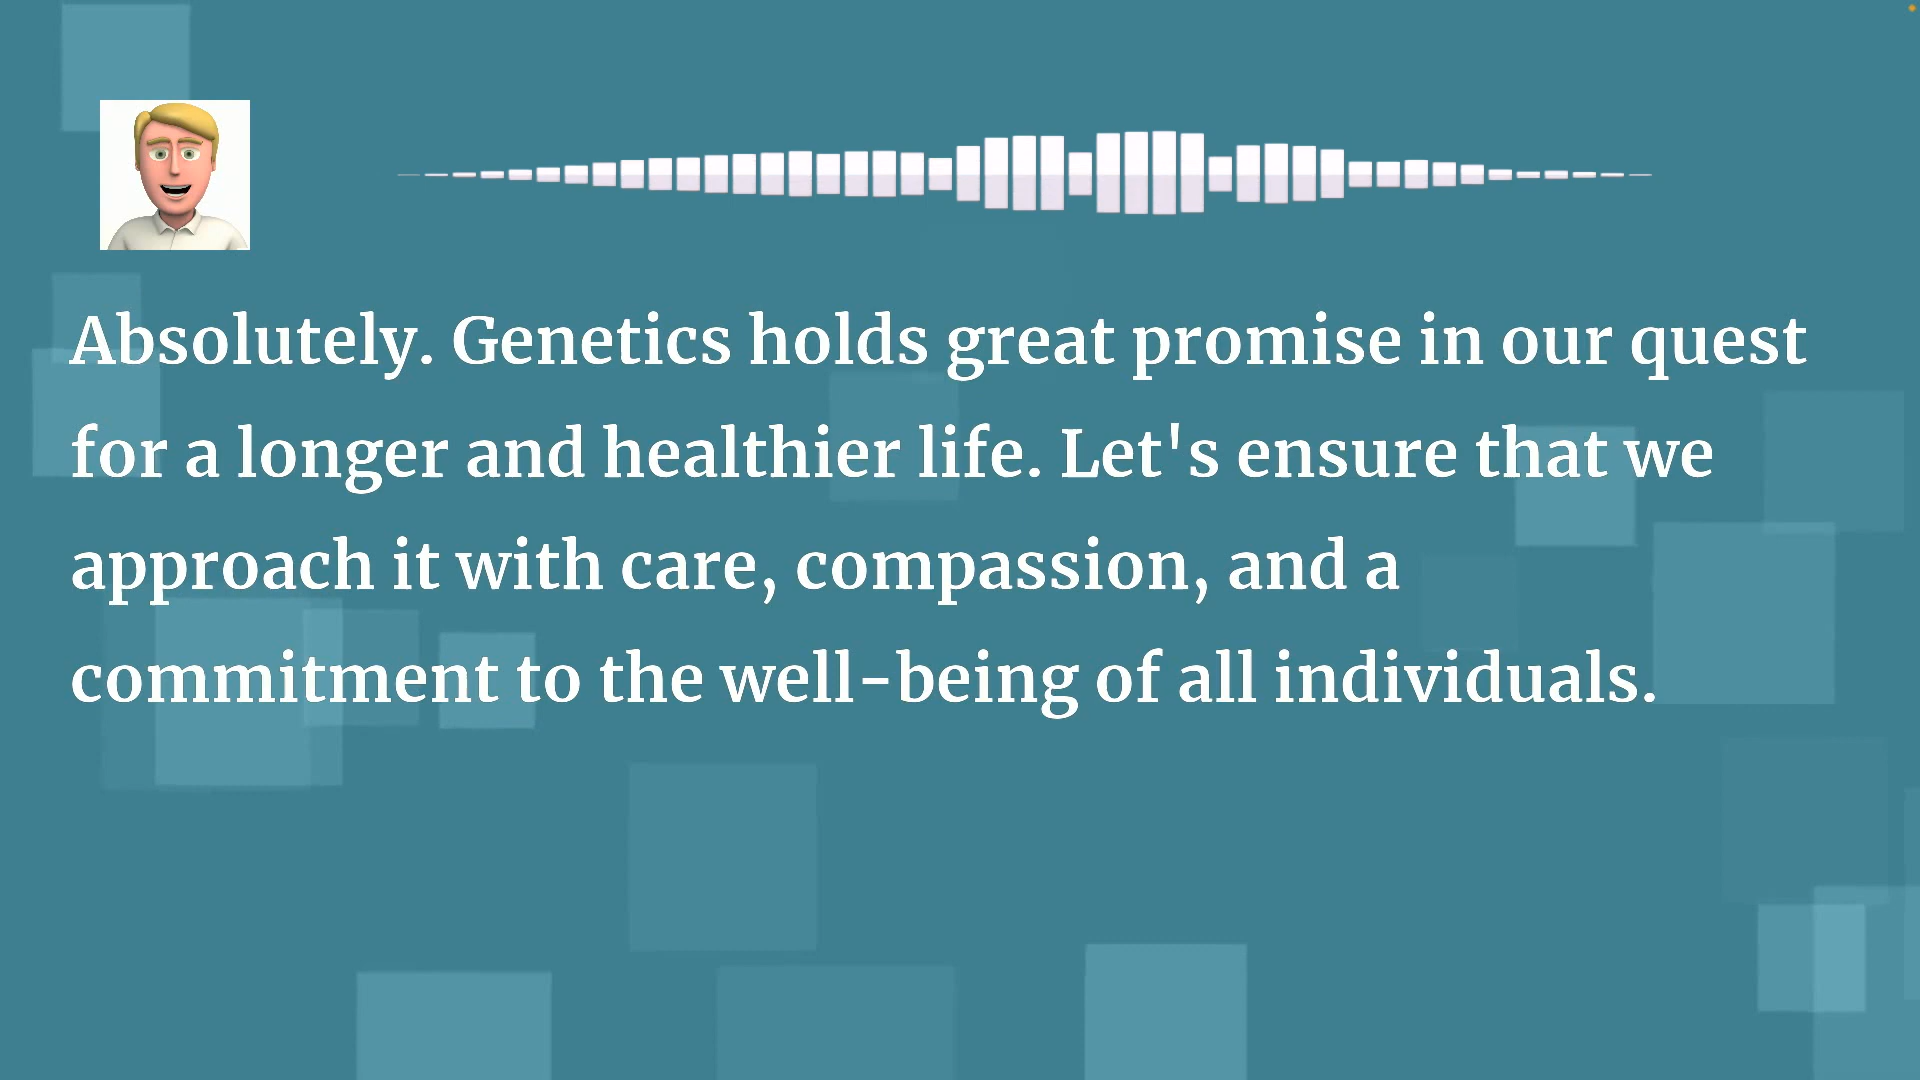 Absolutely. Genetics holds great promise in our quest
for a longer and healthier life. Let's ensure that we
approach it with care, compassion, and a
commitment to the well-being of all individuals.